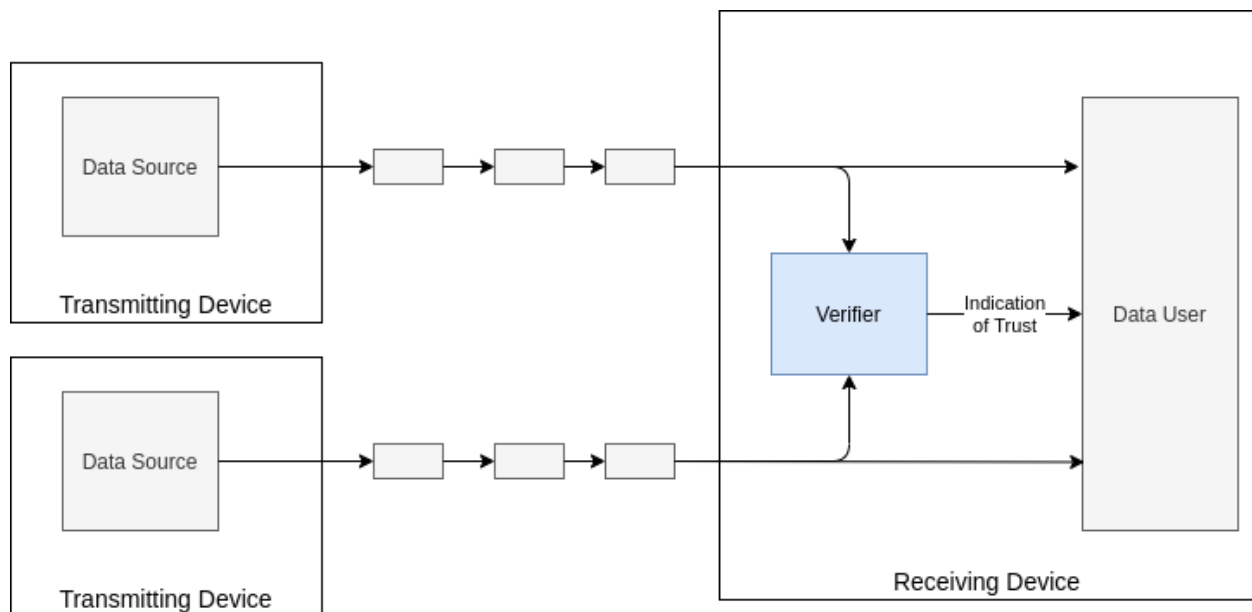 Data Source
Transmitting Device
Verifier
Indication
of Trust
Data User
Data Source
Transmitting Device
Receiving Device